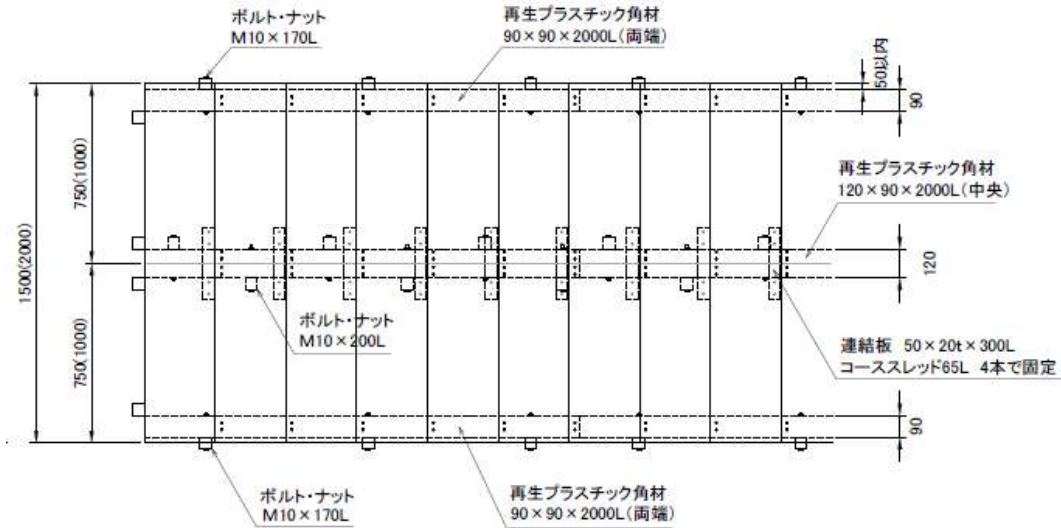 ボルト・ナット
M10×170L
再生プラスチック角材
90×90×2000L(両端)
50以内
90
750(1000)
再生プラスチック角材
120×90×2000L(中央)
1500(2000)
120
ボルト・ナット
M10×200L
750(1000)
連結板 50×20t×300L
コーススレッド65L 4本で固定
90
ボルト・ナット
M10×170L
再生プラスチック角材
90×90×2000L(両端)